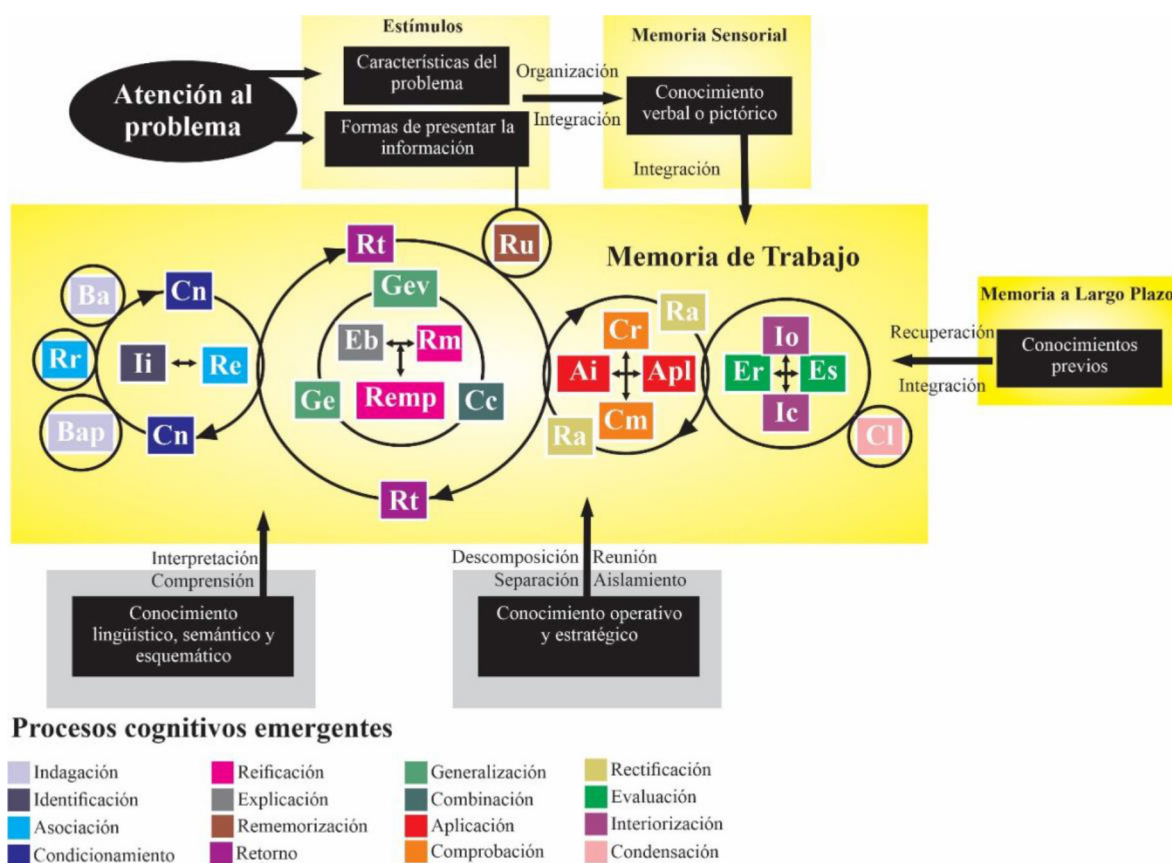 Estímulos
Memoria Sensorial
Atención al
problema
Características del
problema
Formas de presentar la
información
Organización
Integración
Conocimiento
verbal o pictórico
Integración
Memoria de Trabajo
Rt
Ru
Gev
Ba
Cn
Eb
Rm
Rr
Ii
Re
Ge
Remp
Cc
Bap
Cn
Rt
Ra
Cr
Ai
Apl
Cm
Ra
Io
Er
Es
Ic
Cl
Memoria a Largo Plazo
Recuperación
Integración
Conocimientos
previos
Interpretación
Comprensión
Conocimiento
lingüístico, semántico y
esquemático
Descomposición
Reunión
Separación
Aislamiento
Conocimiento operativo
y estratégico
Procesos cognitivos emergentes
Indagación
Identificación
Asociación
Condicionamiento
Reificación
Explicación
Rememorización
Retorno
Generalización
Combinación
Aplicación
Comprobación
Rectificación
Evaluación
Interiorización
Condensación